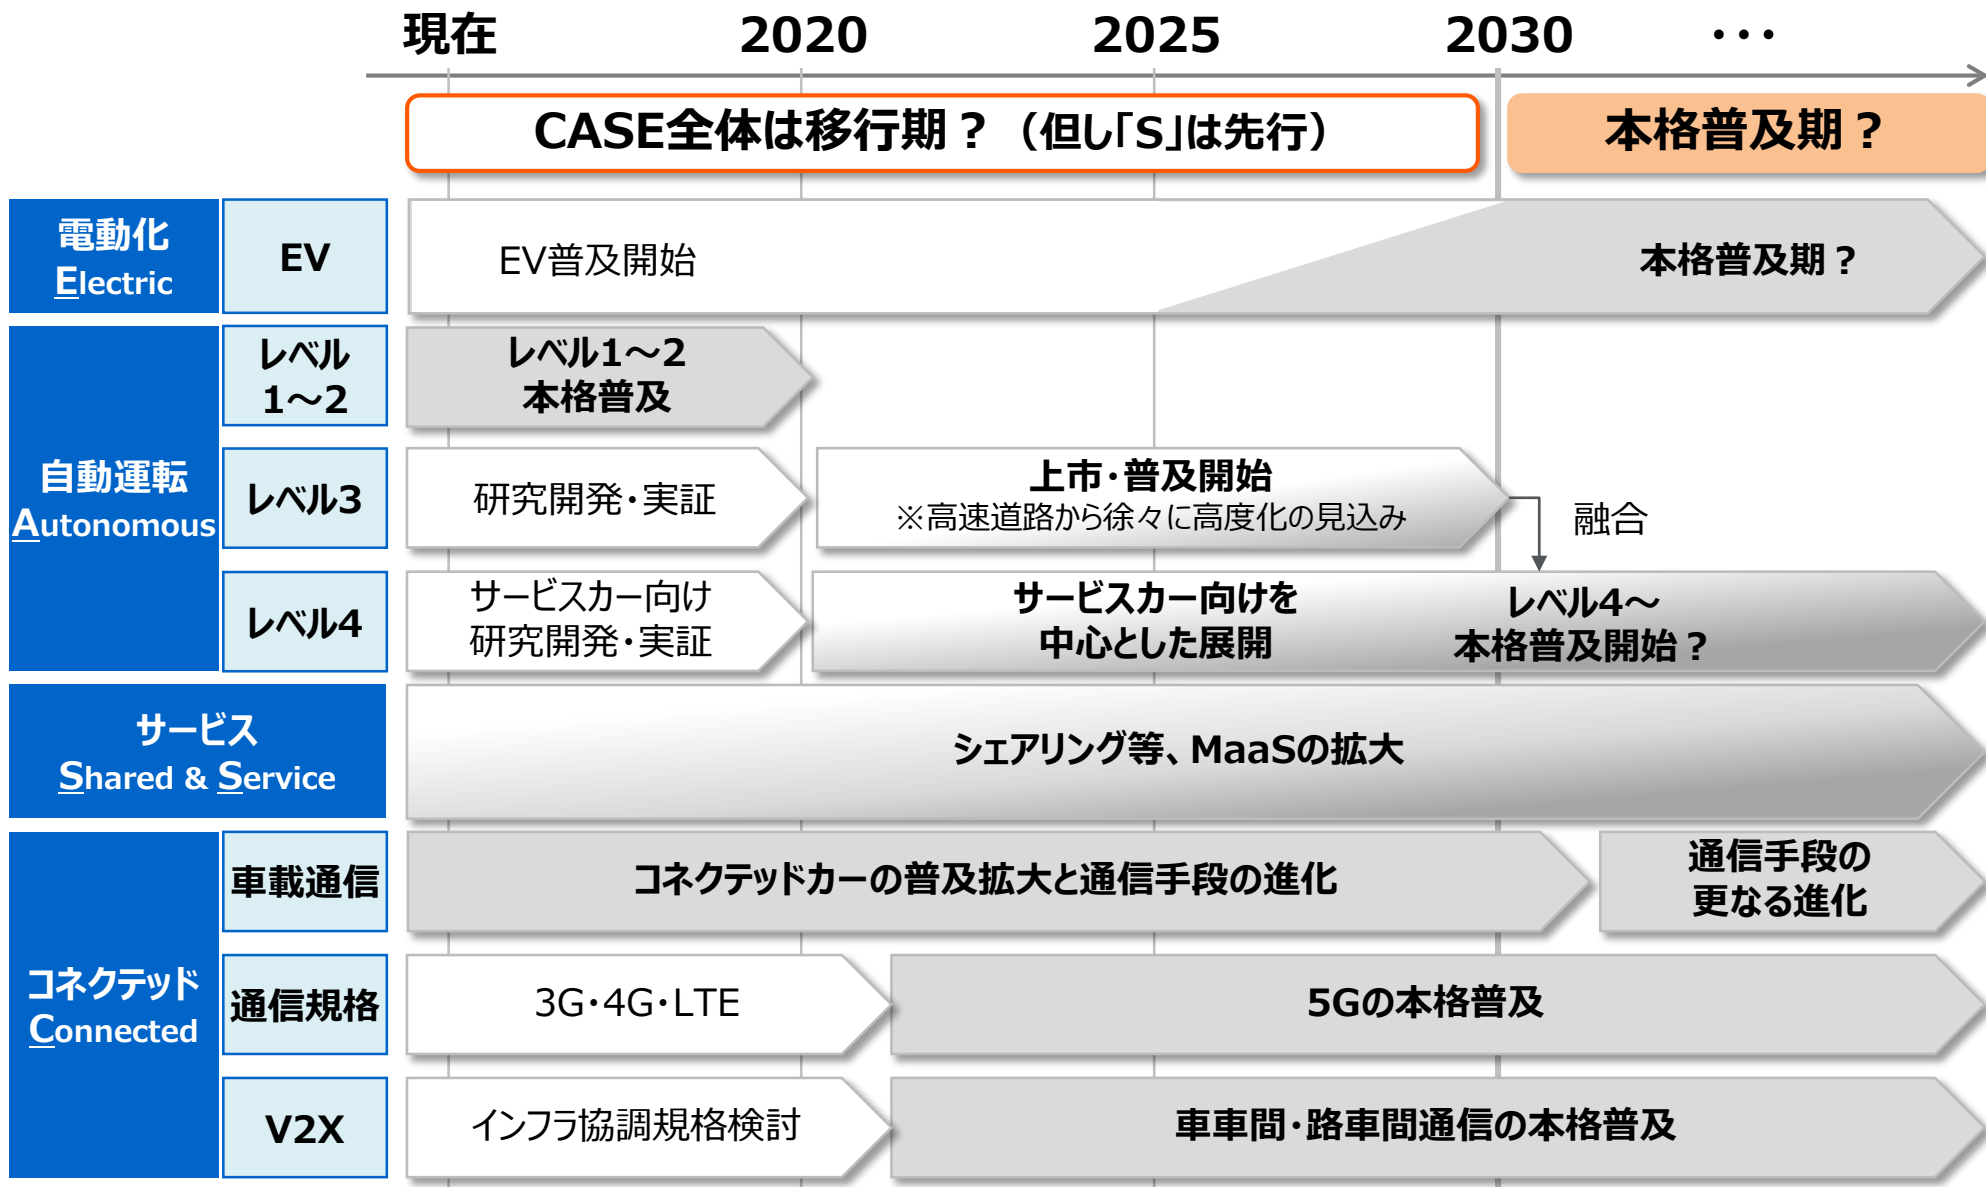 現在 2020 2025 2030 ・・・
CASE全体は移行期？（但し「S」は先行）
本格普及期？
電動化
Electric
EV
EV普及開始
本格普及期？
自動運転
Autonomous
レベル
1～2
レベル1～2
本格普及
レベル3
研究開発・実証
上市・普及開始
※高速道路から徐々に高度化の見込み
融合
レベル4
サービスカー向け
研究開発・実証
サービスカー向けを
中心とした展開
レベル4～
本格普及開始？
サービス
Shared & Service
シェアリング等、MaaSの拡大
コネクテッド
Connected
車載通信
コネクテッドカーの普及拡大と通信手段の進化
通信手段の
更なる進化
通信規格
3G・4G・LTE
5Gの本格普及
V2X
インフラ協調規格検討
車車間・路車間通信の本格普及